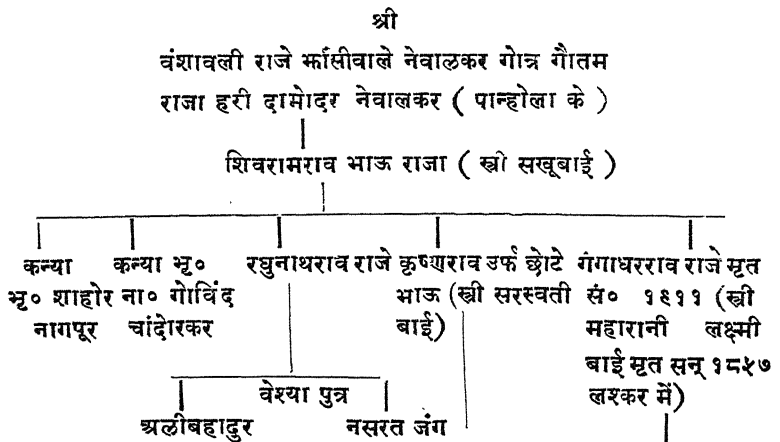 श्री
वंशावली राजे झाँसीवाले नेवालकर गोत्र गौतम
राजा हरी दामोदर नेवालकर ( पान्होला के )
शिवरामराव भाऊ राजा ( स्त्री सखूबाई )
कन्या
भृ० शाहोर
नागपूर
कन्या भृ०
ना० गोविंद
चांदोरकर
रघुनाथराव राजे
कृष्णराव उर्फ छोटे
भाऊ (स्त्री सरस्वती
बाई)
गंगाधरराव राजे मृत
सं० १९११ (स्त्री
महारानी लक्ष्मी
बाई मृत सन् १८५७
लश्कर में)
वेश्या पुत्र
अलीबहादुर
नसरत जंग